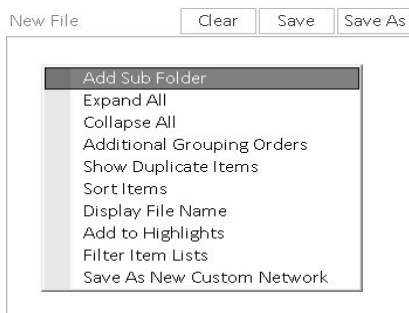 New File Clear Save Save As
Add Sub Folder
Expand All
Collapse All
Additional Grouping Orders
Show Duplicate Items
Sort Items
Display File Name
Add to Highlights
Filter Item Lists
Save As New Custom Network